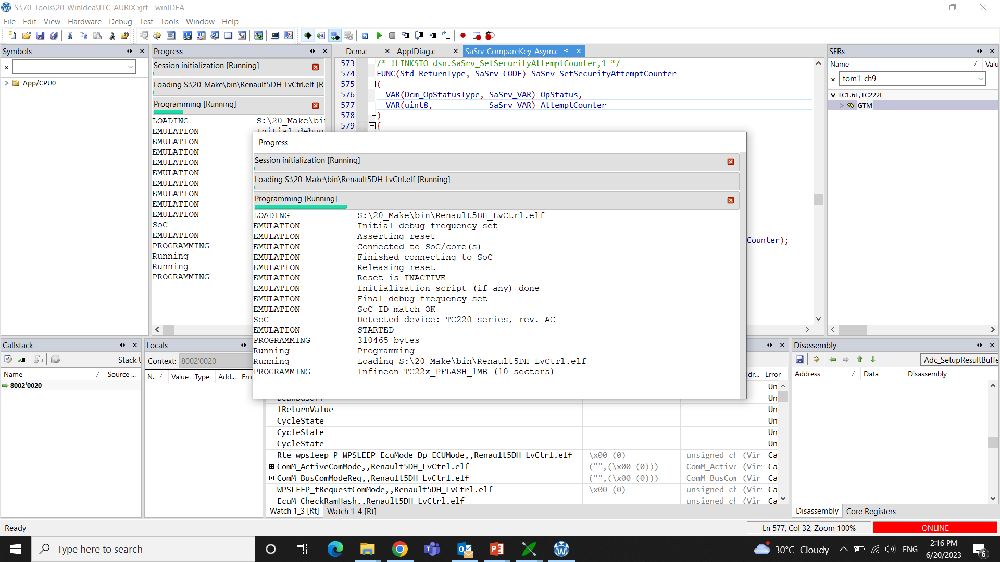 S:\70_Tools\20_WinIdea\LLC_AURIX.xjrf - winIDEA
File Edit View Hardware Debug Test Tools Window Help
Symbols
App/CPU0
Progress
Session initialization [Running]
Loading S:\20_Make\bin\Renault5DH_LvCtrl.elf [R
Programming [Running]
LOADING S:\20_Make\bi
EMULATION Initial debug
EMULATION
EMULATION
EMULATION
EMULATION
EMULATION
EMULATION
EMULATION
EMULATION
SoC
EMULATION
PROGRAMMING
Running
Running
PROGRAMMING
Dcm.c ApplDiag.c SaSrv_CompareKey_Asym.c
573 /* !LINKSTO dsn.SaSrv_SetSecurityAttemptCounter,1 */
574 FUNC(Std_ReturnType, SaSrv_CODE) SaSrv_SetSecurityAttemptCounter
575 (
576 VAR(Dcm_OpStatusType, SaSrv_VAR) OpStatus,
577 VAR(uint8, SaSrv_VAR) AttemptCounter
578 )
579 {
Counter);
SFRs
Name / Valu
tom1_ch9
TC1.6E,TC222L
GTM
Progress
Session initialization [Running]
Loading S:\20_Make\bin\Renault5DH_LvCtrl.elf [Running]
Programming [Running]
LOADING S:\20_Make\bin\Renault5DH_LvCtrl.elf
EMULATION Initial debug frequency set
EMULATION Asserting reset
EMULATION Connected to SoC/core(s)
EMULATION Finished connecting to SoC
EMULATION Releasing reset
EMULATION Reset is INACTIVE
EMULATION Initialization script (if any) done
EMULATION Final debug frequency set
EMULATION SoC ID match OK
SoC Detected device: TC220 series, rev. AC
EMULATION STARTED
PROGRAMMING 310465 bytes
Running Programming
Running Loading S:\20_Make\bin\Renault5DH_LvCtrl.elf
PROGRAMMING Infineon TC22x_PFLASH_1MB (10 sectors)
Callstack
Stack U
Name / Source ...
8002'0020 -
Locals
Context: 8002'0020
N.. / Value Type Add... Erro
ddr... Error
Un
Un
lReturnValue Un
CycleState Un
CycleState Un
CycleState Un
Rte_wpsleep_P_WPSLEEP_EcuMode_Dp_ECUMode,,Renault5DH_LvCtrl.elf \x00 (0) unsigned ch (Vir Ca
ComM_ActiveComMode,,Renault5DH_LvCtrl.elf ("",(\x00 (0))) ComM_Active (Vir Ca
ComM_BusComModeReq,,Renault5DH_LvCtrl.elf ("",(\x00 (0))) ComM_BusCom (Vir Ca
WPSLEEP_tRequestComMode,,Renault5DH_LvCtrl.elf \x00 (0) unsigned ch (Vir Ca
EcuM_CheckRamHash,,Renault5DH_LvCtrl.elf unsigned ch (Vir Ca
Watch 1_3 [Rt] Watch 1_4 [Rt]
Disassembly
Adc_SetupResultBuffe
Address / Data Disassembly
Disassembly Core Registers
Ready
Ln 577, Col 32, Zoom 100%
ONLINE
Type here to search
30°C Cloudy
ENG
2:16 PM
6/20/2023
6